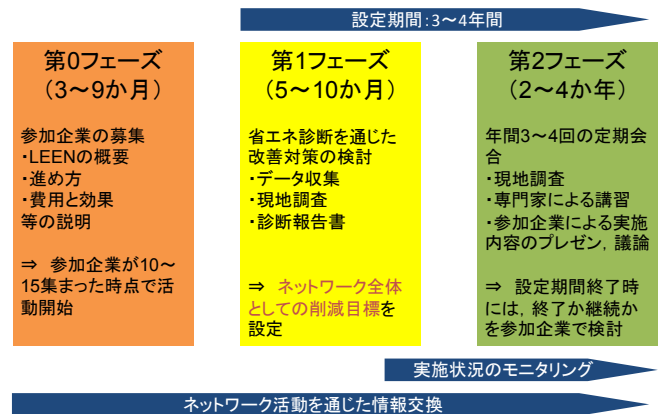 設定期間:3～4年間
第0フェーズ
（3～9か月）
参加企業の募集
・LEENの概要
・進め方
・費用と効果
等の説明
⇒ 参加企業が10～
15集まった時点で活
動開始
第1フェーズ
（5～10か月）
省エネ診断を通じた
改善対策の検討
・データ収集
・現地調査
・診断報告書
⇒ ネットワーク全体
としての削減目標を
設定
第2フェーズ
（2～4か年）
年間3～4回の定期会
合
・現地調査
・専門家による講習
・参加企業による実施
内容のプレゼン，議論
⇒ 設定期間終了時
には，終了か継続か
を参加企業で検討
実施状況のモニタリング
ネットワーク活動を通じた情報交換